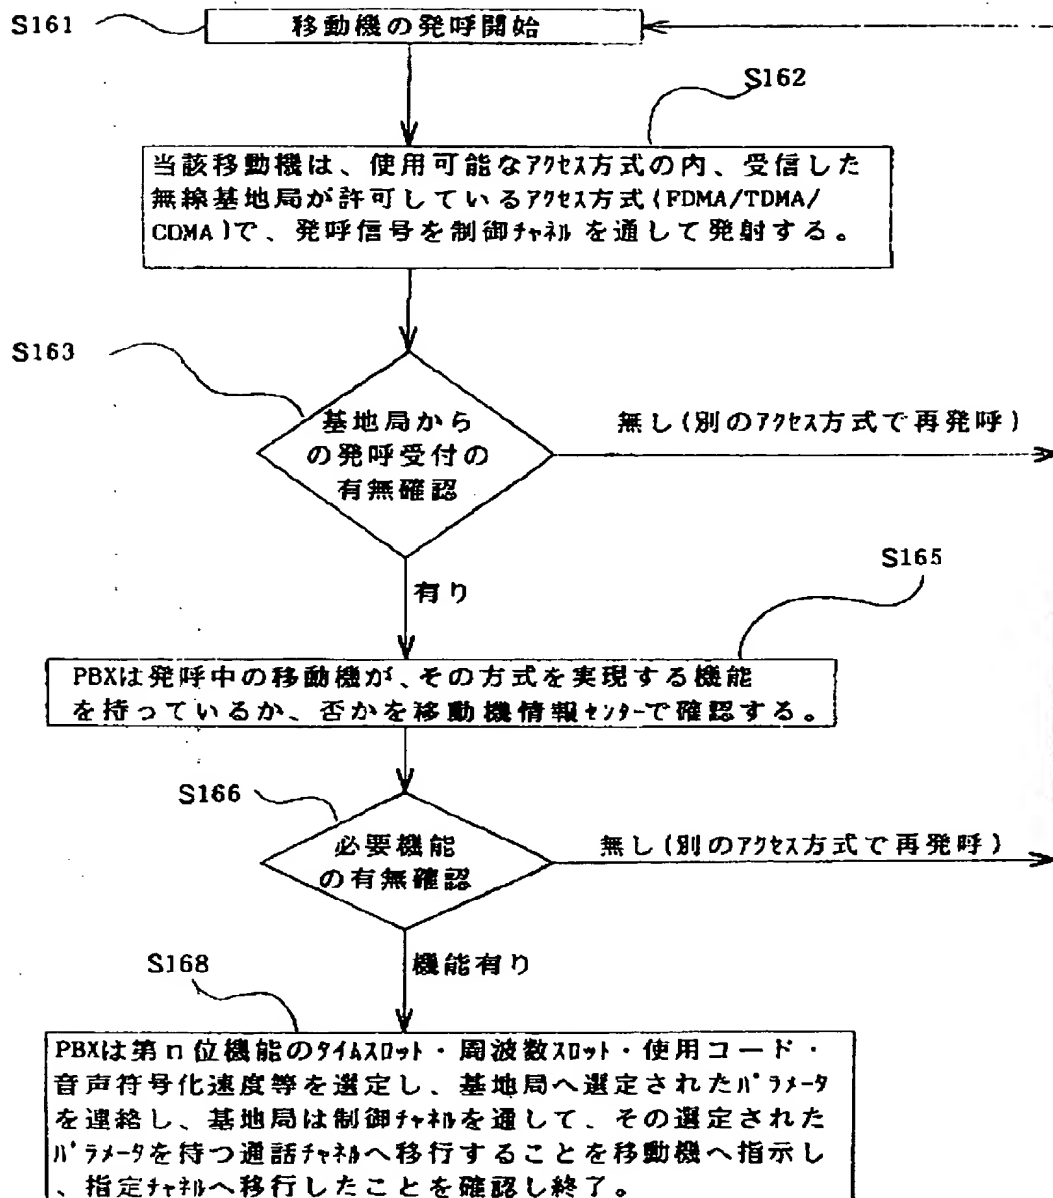 S161
移動機の発呼開始
S162
当該移動機は、使用可能なｱｸｾｽ方式の内、受信した
無線基地局が許可しているｱｸｾｽ方式(FDMA/TDMA/
CDMA)で、発呼信号を制御ﾁｬﾈﾙを通して発射する。
S163
基地局から
の発呼受付の
有無確認
無し(別のｱｸｾｽ方式で再発呼)
有り
S165
PBXは発呼中の移動機が、その方式を実現する機能
を持っているか、否かを移動機情報ｾﾝﾀｰで確認する。
S166
必要機能
の有無確認
無し(別のｱｸｾｽ方式で再発呼)
機能有り
S168
PBXは第n位機能のﾀｲﾑｽﾛｯﾄ・周波数ｽﾛｯﾄ・使用コード・
音声符号化速度等を選定し、基地局へ選定されたﾊﾟﾗﾒｰﾀ
を連絡し、基地局は制御ﾁｬﾈﾙを通して、その選定された
ﾊﾟﾗﾒｰﾀを待つ通話ﾁｬﾈﾙへ移行することを移動機へ指示し
、指定ﾁｬﾈﾙへ移行したことを確認し終了。